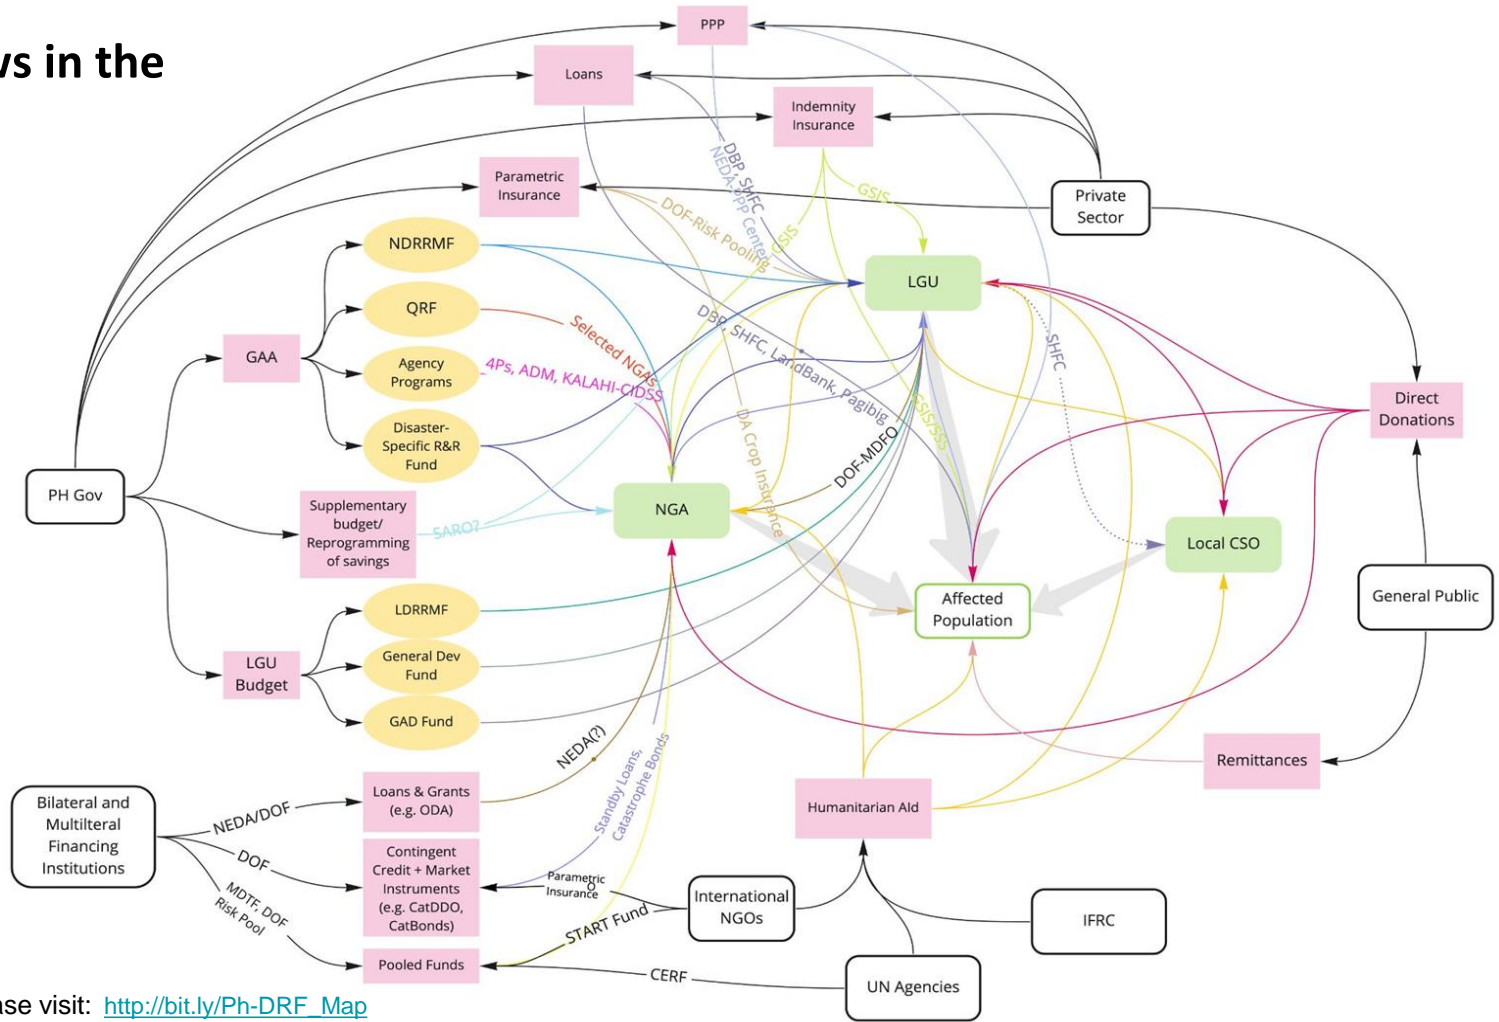 vs in the
PPP
Loans
Indemnity
Insurance
Parametric
Insurance
Private
Sector
DBP, SHFC
NEDA-PPP Center
GSIS
DOF-Risk Pooling
GSIS
NDRRMF
LGU
QRF
Selected NGAs
DBP, SHFC, LandBank, Pagibig
SHFC
GAA
Agency
Programs
4Ps, ADM, KALAHI-CIDSS
Direct
Donations
GSIS/SSS
DA Crop Insurance
DOF-MDFO
Disaster-
Specific R&R
Fund
PH Gov
NGA
Supplementary
budget/
Reprogramming
of savings
SARO?
Local CSO
LDRRMF
Affected
Population
General Public
LGU
Budget
General Dev
Fund
GAD Fund
NEDA(?)
Standby Loans,
Catastrophe Bonds
Remittances
Bilateral and
Multilteral
Financing
Institutions
NEDA/DOF
Loans & Grants
(e.g. ODA)
Humanitarian AId
DOF
Contingent
Credit + Market
Instruments
(e.g. CatDDO,
CatBonds)
Parametric
Insurance
International
NGOs
IFRC
MDTF, DOF
Risk Pool
START Fund
Pooled Funds
CERF
UN Agencies
ase visit: http://bit.ly/Ph-DRF_Map